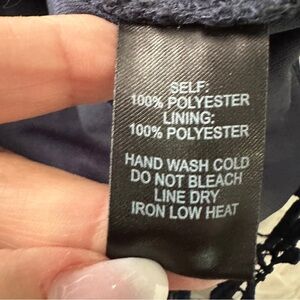 SELF:
100% POLYESTER
LINING:
100% POLYESTER
HAND WASH COLD
DO NOT BLEACH
LINE DRY
IRON LOW HEAT